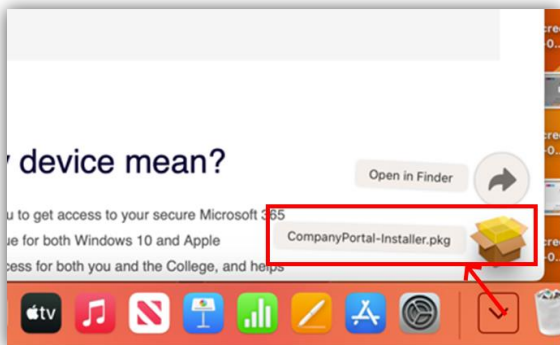 device mean?
Open in Finder
u to get access to your secure Microsoft 365
ue for both Windows 10 and Apple
CompanyPortal-Installer.pkg
cess for both you and the College, and helps
tv